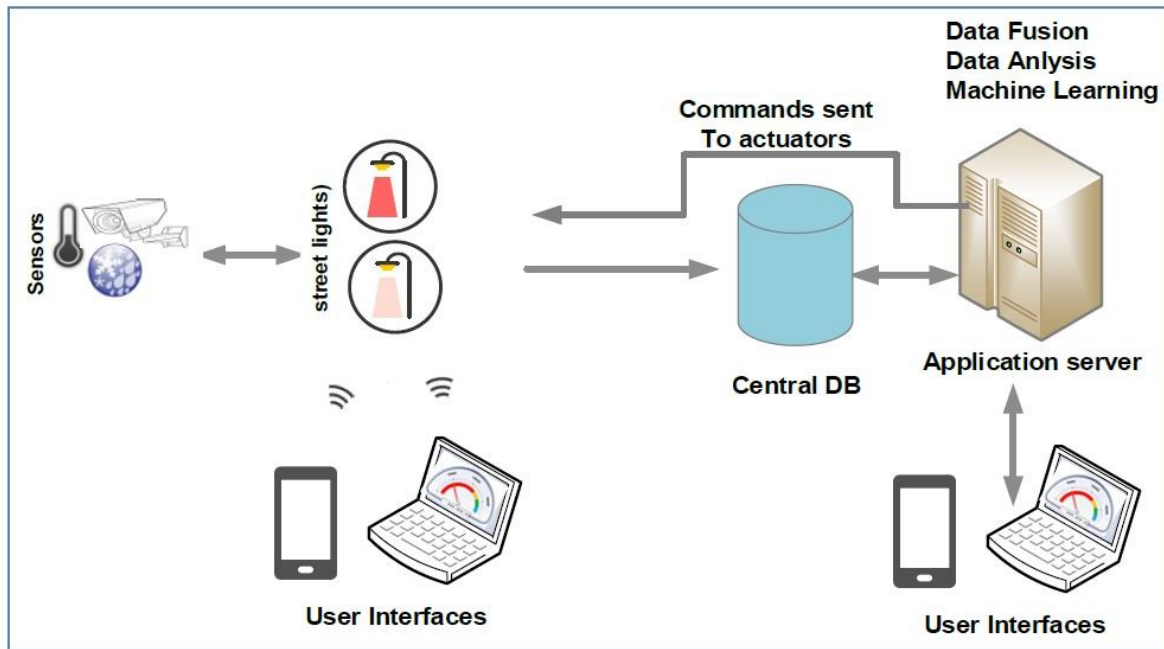 Data Fusion
Data Anlysis
Machine Learning
Commands sent
To actuators
Sensors
street lights)
Application server
Central DB
User Interfaces
User Interfaces